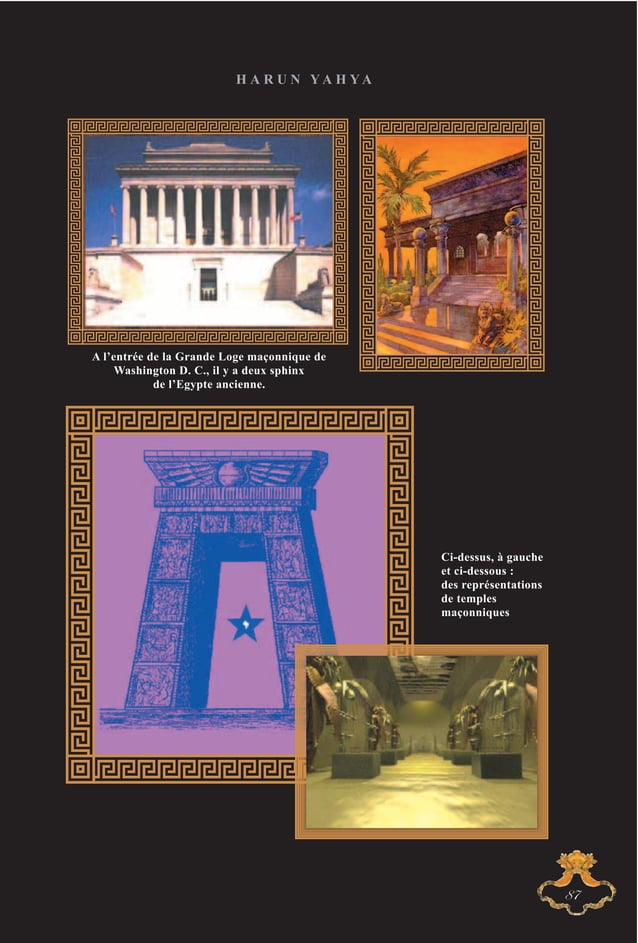 HARUN YAHYA
A l’entrée de la Grande Loge maçonnique de
Washington D. C., il y a deux sphinx
de l’Egypte ancienne.
Ci-dessus, à gauche
et ci-dessous :
des représentations
de temples
maçonniques
87